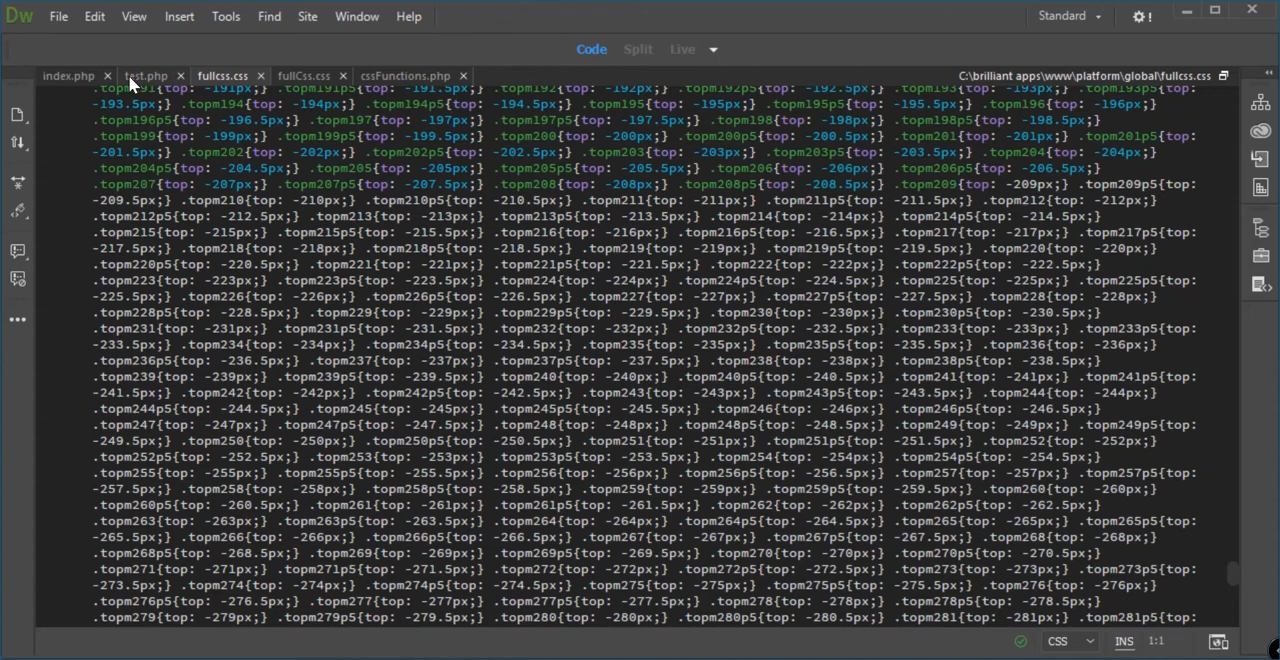 Dw File Edit View Insert Tools Find Site Window Help Standard
Code Split Live
index.php test.php fullcss.css fullCss.css cssFunctions.php C:\brilliant apps\www\platform\global\fullcss.css
.topm191{top: -191px;} .topm191p5{top: -191.5px;} .topm192{top: -192px;} .topm192p5{top: -192.5px;} .topm193{top: -193px;} .topm193p5{top:
-193.5px;} .topm194{top: -194px;} .topm194p5{top: -194.5px;} .topm195{top: -195px;} .topm195p5{top: -195.5px;} .topm196{top: -196px;}
.topm196p5{top: -196.5px;} .topm197{top: -197px;} .topm197p5{top: -197.5px;} .topm198{top: -198px;} .topm198p5{top: -198.5px;}
.topm199{top: -199px;} .topm199p5{top: -199.5px;} .topm200{top: -200px;} .topm200p5{top: -200.5px;} .topm201{top: -201px;} .topm201p5{top:
-201.5px;} .topm202{top: -202px;} .topm202p5{top: -202.5px;} .topm203{top: -203px;} .topm203p5{top: -203.5px;} .topm204{top: -204px;}
.topm204p5{top: -204.5px;} .topm205{top: -205px;} .topm205p5{top: -205.5px;} .topm206{top: -206px;} .topm206p5{top: -206.5px;}
.topm207{top: -207px;} .topm207p5{top: -207.5px;} .topm208{top: -208px;} .topm208p5{top: -208.5px;} .topm209{top: -209px;} .topm209p5{top:
-209.5px;} .topm210{top: -210px;} .topm210p5{top: -210.5px;} .topm211{top: -211px;} .topm211p5{top: -211.5px;} .topm212{top: -212px;}
.topm212p5{top: -212.5px;} .topm213{top: -213px;} .topm213p5{top: -213.5px;} .topm214{top: -214px;} .topm214p5{top: -214.5px;}
.topm215{top: -215px;} .topm215p5{top: -215.5px;} .topm216{top: -216px;} .topm216p5{top: -216.5px;} .topm217{top: -217px;} .topm217p5{top:
-217.5px;} .topm218{top: -218px;} .topm218p5{top: -218.5px;} .topm219{top: -219px;} .topm219p5{top: -219.5px;} .topm220{top: -220px;}
.topm220p5{top: -220.5px;} .topm221{top: -221px;} .topm221p5{top: -221.5px;} .topm222{top: -222px;} .topm222p5{top: -222.5px;}
.topm223{top: -223px;} .topm223p5{top: -223.5px;} .topm224{top: -224px;} .topm224p5{top: -224.5px;} .topm225{top: -225px;} .topm225p5{top:
-225.5px;} .topm226{top: -226px;} .topm226p5{top: -226.5px;} .topm227{top: -227px;} .topm227p5{top: -227.5px;} .topm228{top: -228px;}
.topm228p5{top: -228.5px;} .topm229{top: -229px;} .topm229p5{top: -229.5px;} .topm230{top: -230px;} .topm230p5{top: -230.5px;}
.topm231{top: -231px;} .topm231p5{top: -231.5px;} .topm232{top: -232px;} .topm232p5{top: -232.5px;} .topm233{top: -233px;} .topm233p5{top:
-233.5px;} .topm234{top: -234px;} .topm234p5{top: -234.5px;} .topm235{top: -235px;} .topm235p5{top: -235.5px;} .topm236{top: -236px;}
.topm236p5{top: -236.5px;} .topm237{top: -237px;} .topm237p5{top: -237.5px;} .topm238{top: -238px;} .topm238p5{top: -238.5px;}
.topm239{top: -239px;} .topm239p5{top: -239.5px;} .topm240{top: -240px;} .topm240p5{top: -240.5px;} .topm241{top: -241px;} .topm241p5{top:
-241.5px;} .topm242{top: -242px;} .topm242p5{top: -242.5px;} .topm243{top: -243px;} .topm243p5{top: -243.5px;} .topm244{top: -244px;}
.topm244p5{top: -244.5px;} .topm245{top: -245px;} .topm245p5{top: -245.5px;} .topm246{top: -246px;} .topm246p5{top: -246.5px;}
.topm247{top: -247px;} .topm247p5{top: -247.5px;} .topm248{top: -248px;} .topm248p5{top: -248.5px;} .topm249{top: -249px;} .topm249p5{top:
-249.5px;} .topm250{top: -250px;} .topm250p5{top: -250.5px;} .topm251{top: -251px;} .topm251p5{top: -251.5px;} .topm252{top: -252px;}
.topm252p5{top: -252.5px;} .topm253{top: -253px;} .topm253p5{top: -253.5px;} .topm254{top: -254px;} .topm254p5{top: -254.5px;}
.topm255{top: -255px;} .topm255p5{top: -255.5px;} .topm256{top: -256px;} .topm256p5{top: -256.5px;} .topm257{top: -257px;} .topm257p5{top:
-257.5px;} .topm258{top: -258px;} .topm258p5{top: -258.5px;} .topm259{top: -259px;} .topm259p5{top: -259.5px;} .topm260{top: -260px;}
.topm260p5{top: -260.5px;} .topm261{top: -261px;} .topm261p5{top: -261.5px;} .topm262{top: -262px;} .topm262p5{top: -262.5px;}
.topm263{top: -263px;} .topm263p5{top: -263.5px;} .topm264{top: -264px;} .topm264p5{top: -264.5px;} .topm265{top: -265px;} .topm265p5{top:
-265.5px;} .topm266{top: -266px;} .topm266p5{top: -266.5px;} .topm267{top: -267px;} .topm267p5{top: -267.5px;} .topm268{top: -268px;}
.topm268p5{top: -268.5px;} .topm269{top: -269px;} .topm269p5{top: -269.5px;} .topm270{top: -270px;} .topm270p5{top: -270.5px;}
.topm271{top: -271px;} .topm271p5{top: -271.5px;} .topm272{top: -272px;} .topm272p5{top: -272.5px;} .topm273{top: -273px;} .topm273p5{top:
-273.5px;} .topm274{top: -274px;} .topm274p5{top: -274.5px;} .topm275{top: -275px;} .topm275p5{top: -275.5px;} .topm276{top: -276px;}
.topm276p5{top: -276.5px;} .topm277{top: -277px;} .topm277p5{top: -277.5px;} .topm278{top: -278px;} .topm278p5{top: -278.5px;}
.topm279{top: -279px;} .topm279p5{top: -279.5px;} .topm280{top: -280px;} .topm280p5{top: -280.5px;} .topm281{top: -281px;} .topm281p5{top:
CSS INS 1:1